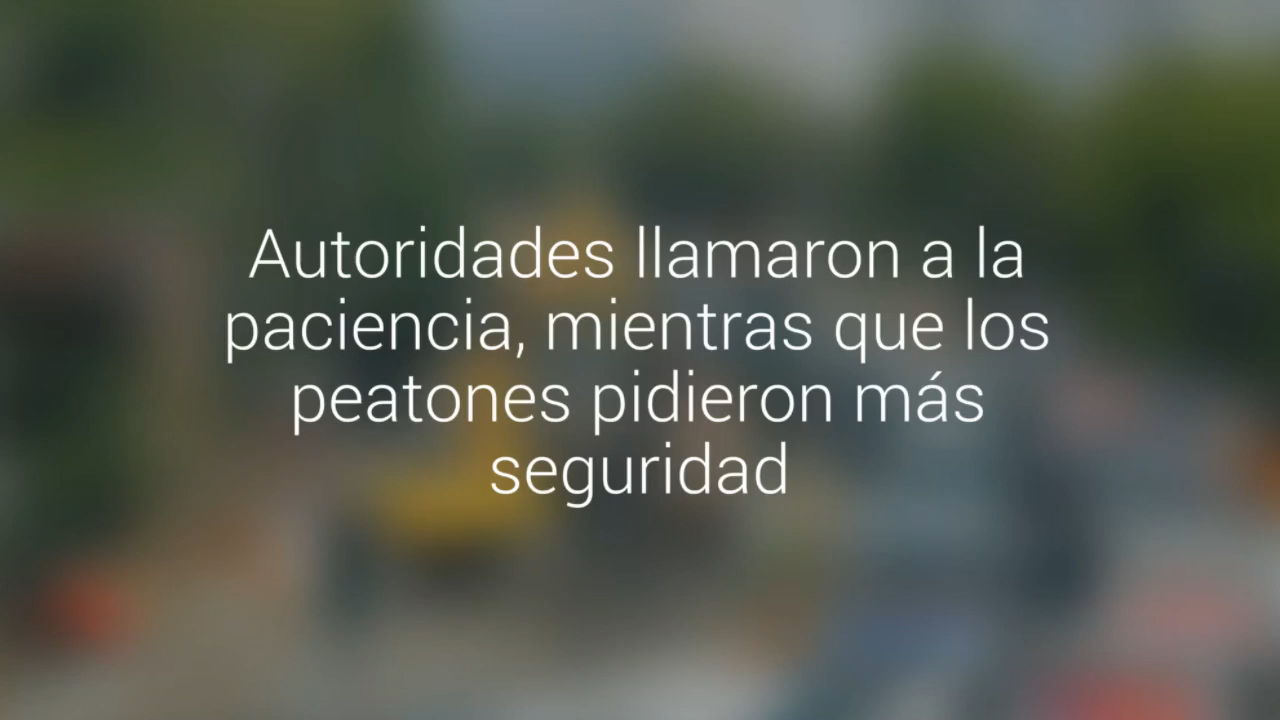 Autoridades llamaron a la
paciencia, mientras que los
peatones pidieron más
seguridad